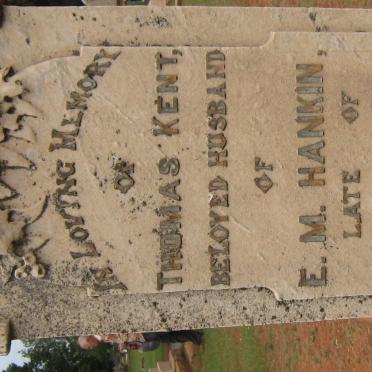 IN LOVING MEMORY
OF
THOMAS KENT,
BELOVED HUSBAND
OF
E. M. HANKIN,
LATE OF